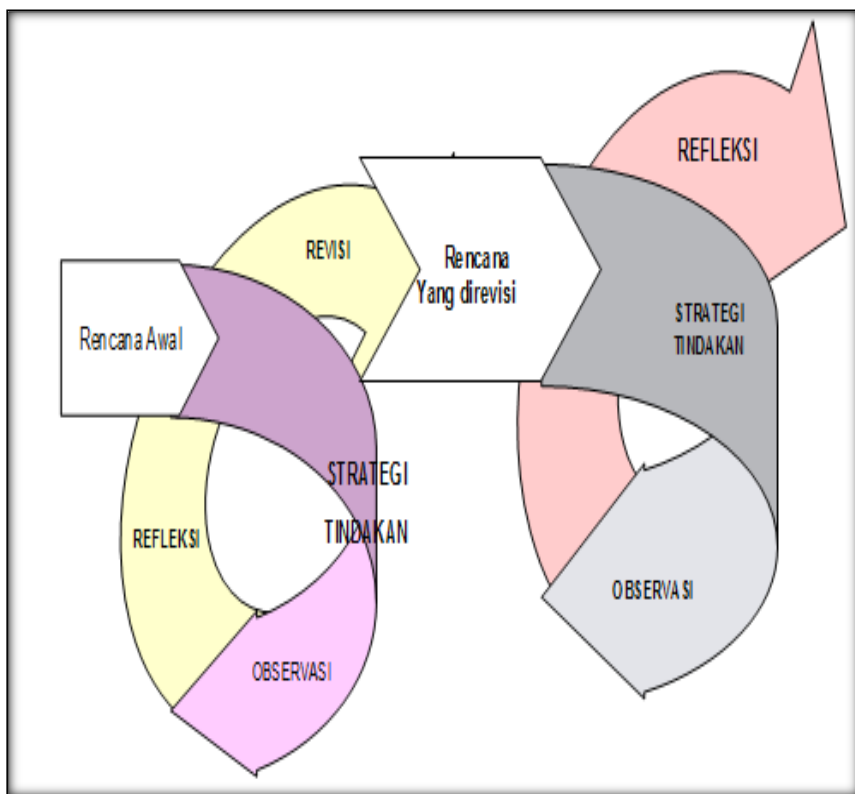 Rencana Awal
STRATEGI
TINDAKAN
OBSERVASI
REFLEKSI
REVISI
Rencana
Yang direvisi
STRATEGI
TINDAKAN
OBSERVASI
REFLEKSI